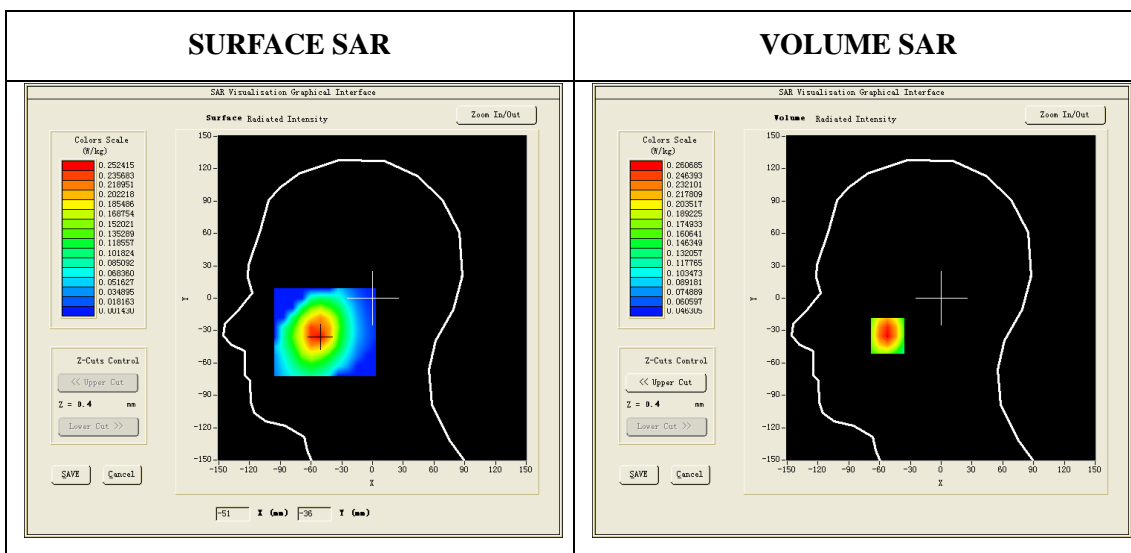 SURFACE SAR
VOLUME SAR
SAR Visualisation Graphical Interface
Surface Radiated Intensity
Zoom In/Out
Colors Scale
(W/kg)
0.252415
0.235683
0.218951
0.202218
0.185486
0.168754
0.152021
0.135289
0.118557
0.101824
0.085092
0.068360
0.051627
0.034895
0.018163
0.001430
Z-Cuts Control
<< Upper Cut
Z = 0.4 mm
Lower Cut >>
SAVE Cancel
150
120
90
60
30
0
-30
-60
-90
-120
-150
Y
-150 -120 -90 -60 -30 0 30 60 90 120 150
X
-51 X (mm) -36 Y (mm)
SAR Visualisation Graphical Interface
Volume Radiated Intensity
Zoom In/Out
Colors Scale
(W/kg)
0.260685
0.246393
0.232101
0.217809
0.203517
0.189225
0.174933
0.160641
0.146349
0.132057
0.117765
0.103473
0.089181
0.074889
0.060597
0.046305
Z-Cuts Control
<< Upper Cut
Z = 0.4 mm
Lower Cut >>
SAVE Cancel
150
120
90
60
30
0
-30
-60
-90
-120
-150
Y
-150 -120 -90 -60 -30 0 30 60 90 120 150
X